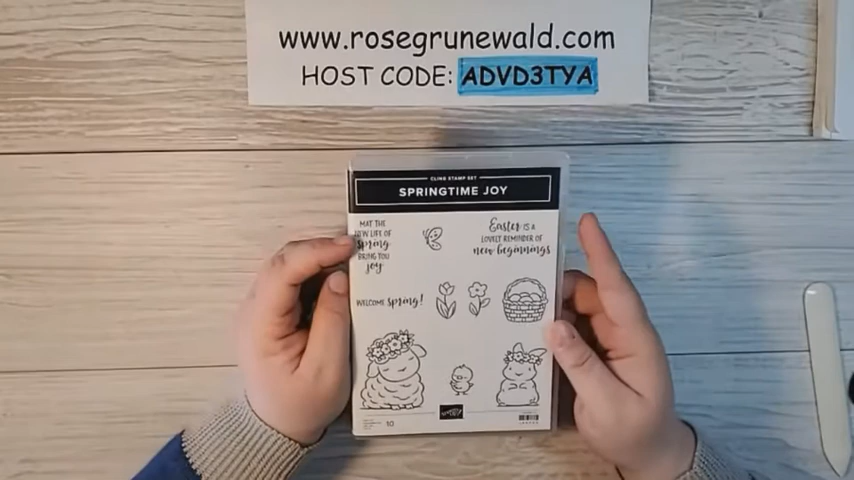 www.rosegrunewald.com
HOST CODE: ADVD3TYA
CLING STAMP SET
SPRINGTIME JOY
MAY THE
NEW LIFE OF
spring
BRING YOU
joy
Easter IS A
LOVELY REMINDER OF
new beginnings
WELCOME spring!
10